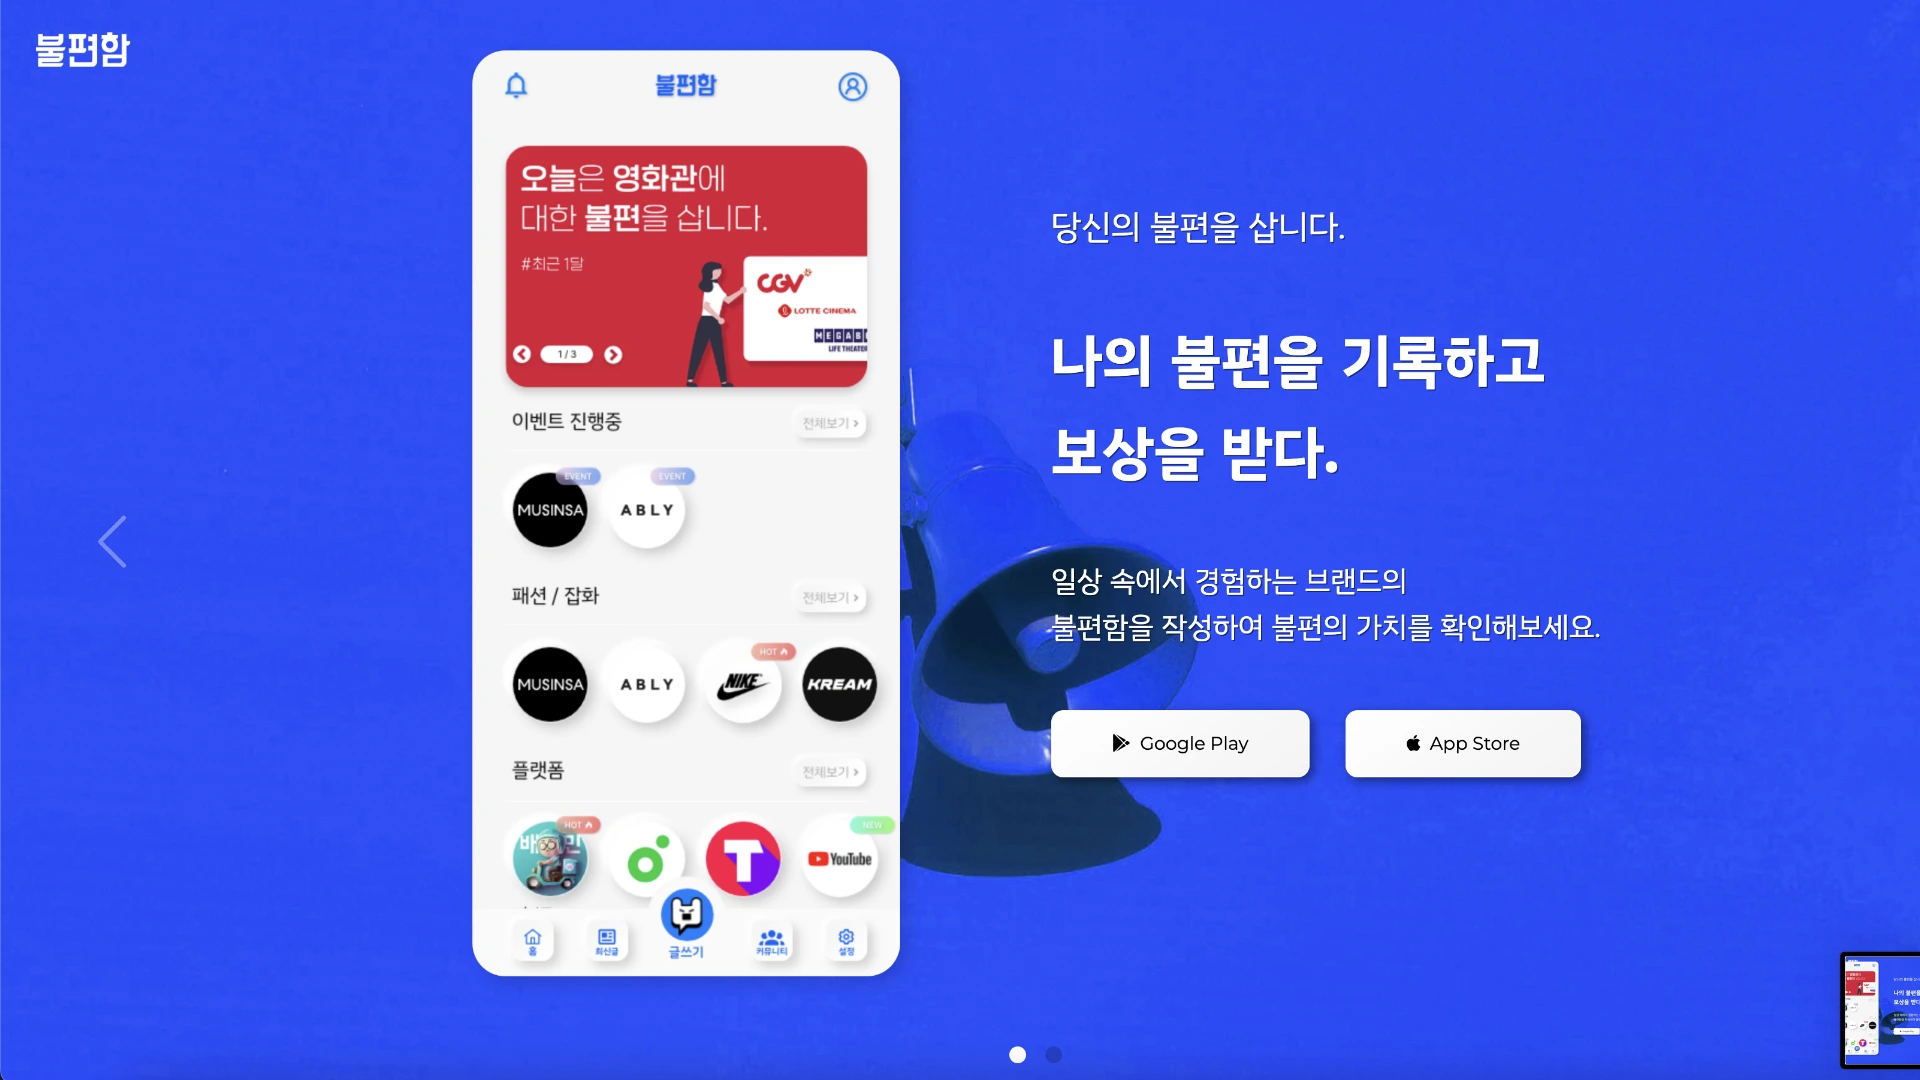 불편함
불편함
오늘은 영화관에
대한 불편을 삽니다.
#최근 1달
CGV
LOTTE CINEMA
LIFE THEATER
1 / 3
이벤트 진행중
전체보기
EVENT
EVENT
MUSINSA
ABLY
패션 / 잡화
전체보기
HOT
MUSINSA
ABLY
NIKE
KREAM
플랫폼
전체보기
HOT
NEW
YouTube
홈
최신글
글쓰기
커뮤니티
설정
당신의 불편을 삽니다.
나의 불편을 기록하고
보상을 받다.
일상 속에서 경험하는 브랜드의
불편함을 작성하여 불편의 가치를 확인해보세요.
Google Play
App Store